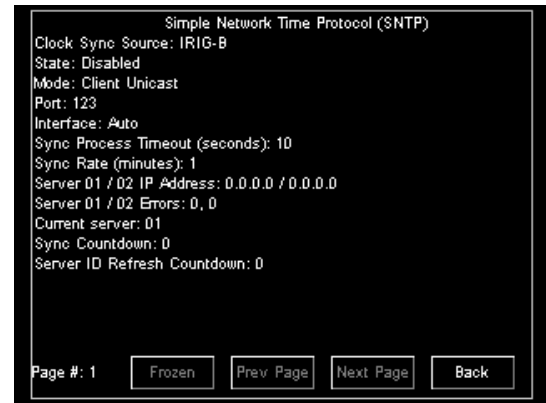 Simple Network Time Protocol (SNTP)
Clock Sync Source: IRIG-B
State: Disabled
Mode: Client Unicast
Port: 123
Interface: Auto
Sync Process Timeout (seconds): 10
Sync Rate (minutes): 1
Server 01 / 02 IP Address: 0.0.0.0 / 0.0.0.0
Server 01 / 02 Errors: 0, 0
Current server: 01
Sync Countdown: 0
Server ID Refresh Countdown: 0
Page #: 1 Frozen Prev Page Next Page Back